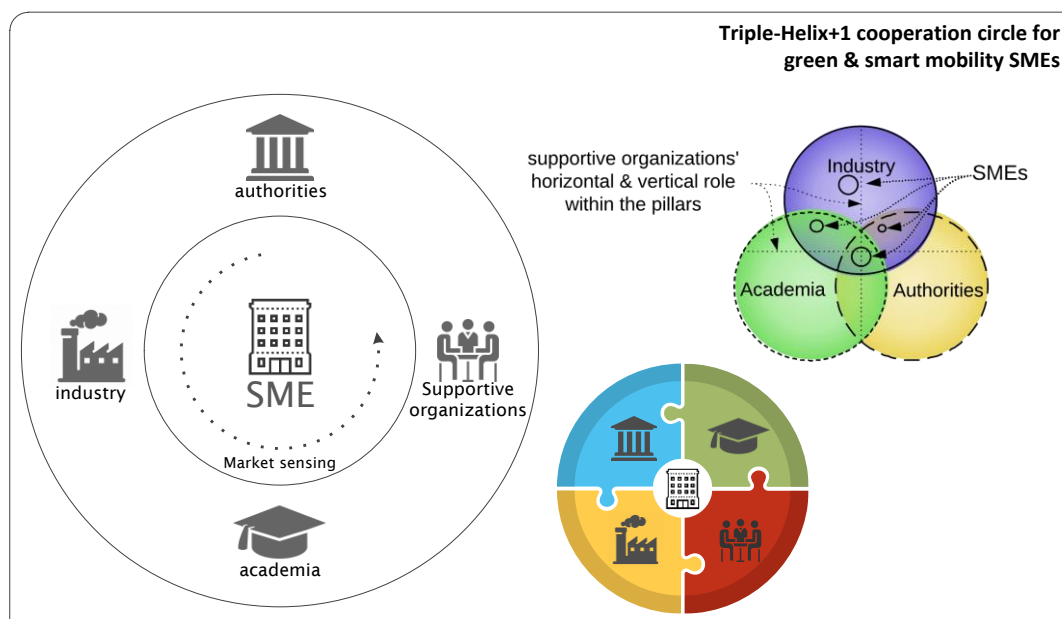 Triple-Helix+1 cooperation circle for
green & smart mobility SMEs
authorities
industry
SME
Supportive
organizations
Market sensing
academia
supportive organizations'
horizontal & vertical role
within the pillars
Industry
SMEs
Academia
Authorities